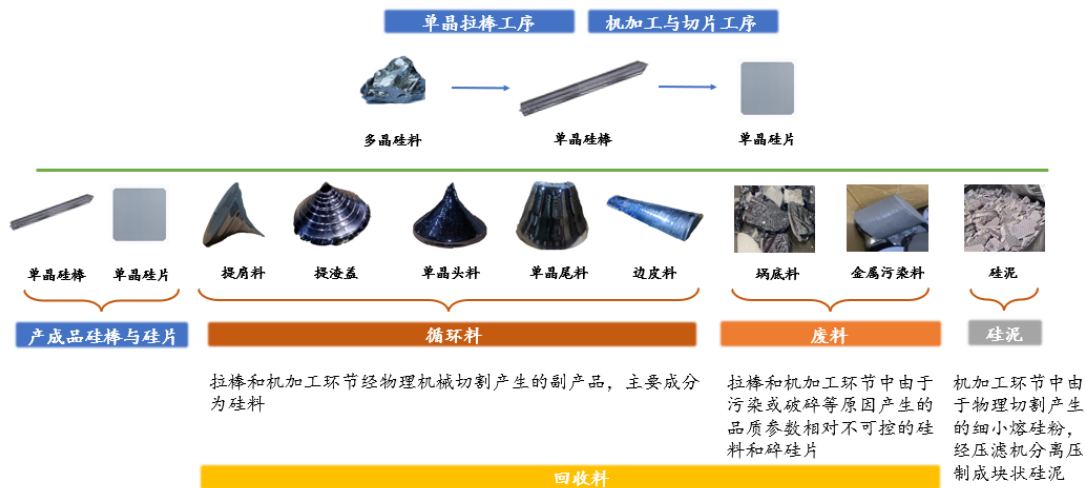 单晶拉棒工序
机加工与切片工序
多晶硅料
单晶硅棒
单晶硅片
单晶硅棒
单晶硅片
提肩料
提渣盖
单晶头料
单晶尾料
边皮料
埚底料
金属污染料
硅泥
产成品硅棒与硅片
循环料
废料
硅泥
拉棒和机加工环节经物理机械切割产生的副产品，主要成分
为硅料
拉棒和机加工环节中由于
污染或破碎等原因产生的
品质参数相对不可控的硅
料和碎硅片
机加工环节中由
于物理切割产生
的细小熔硅粉，
经压滤机分离压
制成块状硅泥
回收料